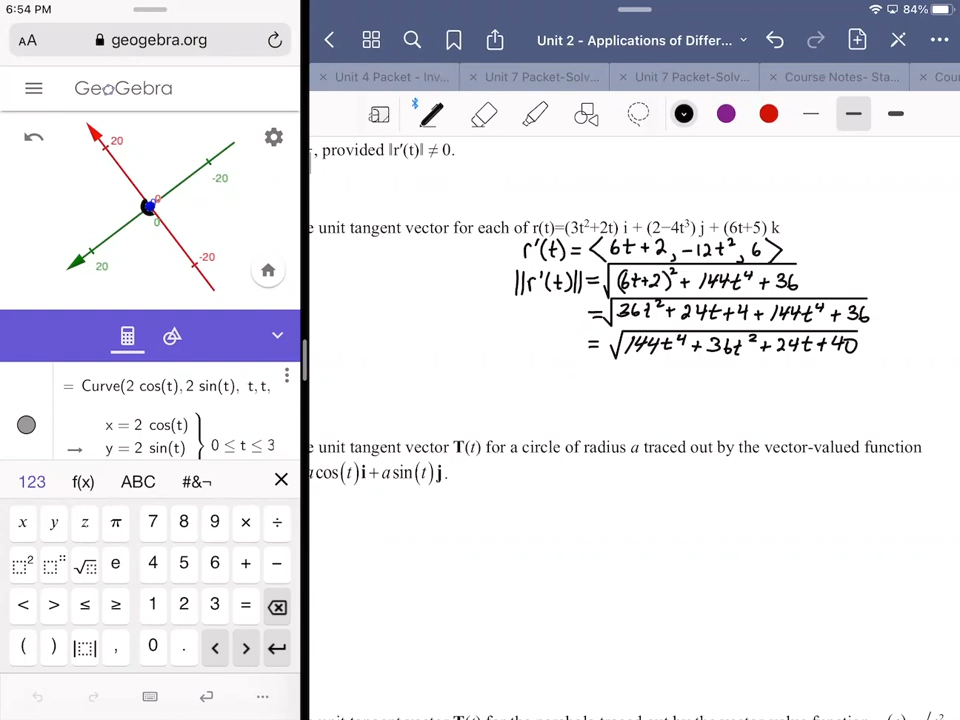 6:54 PM
84%
AA geogebra.org
Unit 2 - Applications of Differ...
× Unit 4 Packet - Inv...
× Unit 7 Packet-Solv...
× Unit 7 Packet-Solv...
× Course Notes- Sta...
× Cou
GeoGebra
20
-20
0
0
20
-20
, provided ‖r′(t)‖ ≠ 0.
e unit tangent vector for each of r(t)=(3t²+2t) i + (2−4t³) j + (6t+5) k
r'(t) = <6t+2, -12t², 6>
||r'(t)|| = √(6t+2)² + 144t⁴ + 36
= √36t² + 24t + 4 + 144t⁴ + 36
= √144t⁴ + 36t² + 24t + 40
= Curve(2 cos(t), 2 sin(t), t, t,
x = 2 cos(t)
→ y = 2 sin(t) } 0 ≤ t ≤ 3
e unit tangent vector T(t) for a circle of radius a traced out by the vector-valued function
a cos(t)i + a sin(t)j.
123 f(x) ABC #&¬ ×
x y z π 7 8 9 × ÷
e 4 5 6 + −
< > ≤ ≥ 1 2 3 =
( ) , 0 . < >